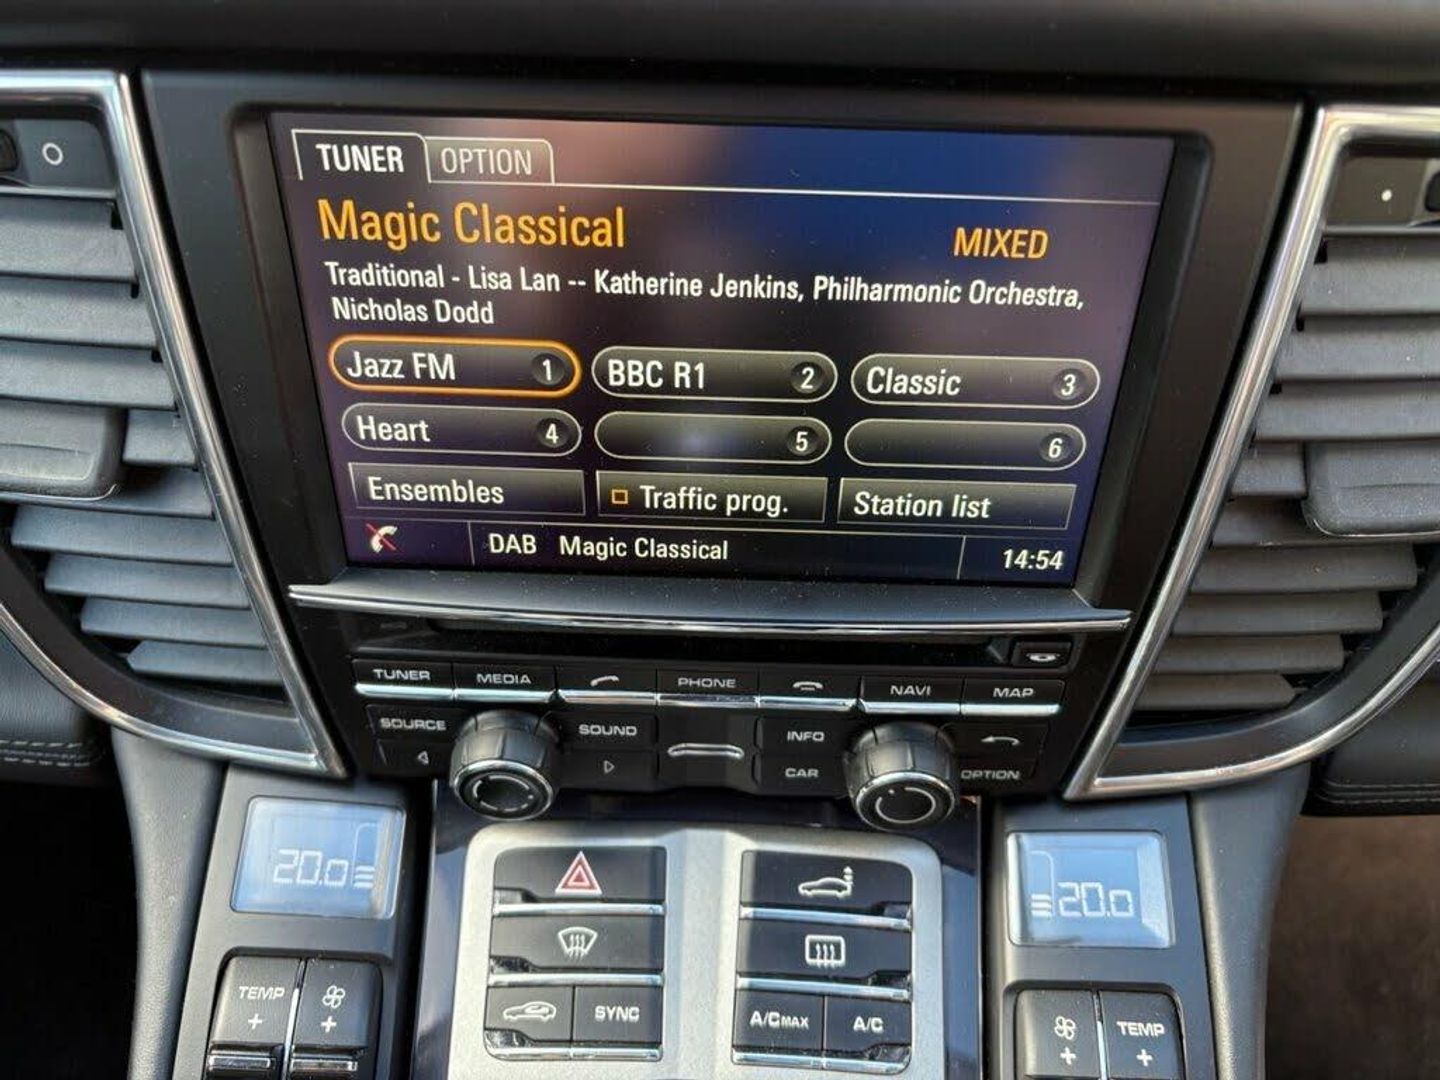 TUNER OPTION
Magic Classical MIXED
Traditional - Lisa Lan -- Katherine Jenkins, Philharmonic Orchestra,
Nicholas Dodd
Jazz FM 1 BBC R1 2 Classic 3
Heart 4 5 6
Ensembles Traffic prog. Station list
DAB Magic Classical 14:54
TUNER MEDIA PHONE NAVI MAP
SOURCE SOUND INFO
CAR OPTION
20.0 20.0
SYNC A/C MAX A/C
TEMP + + + TEMP +